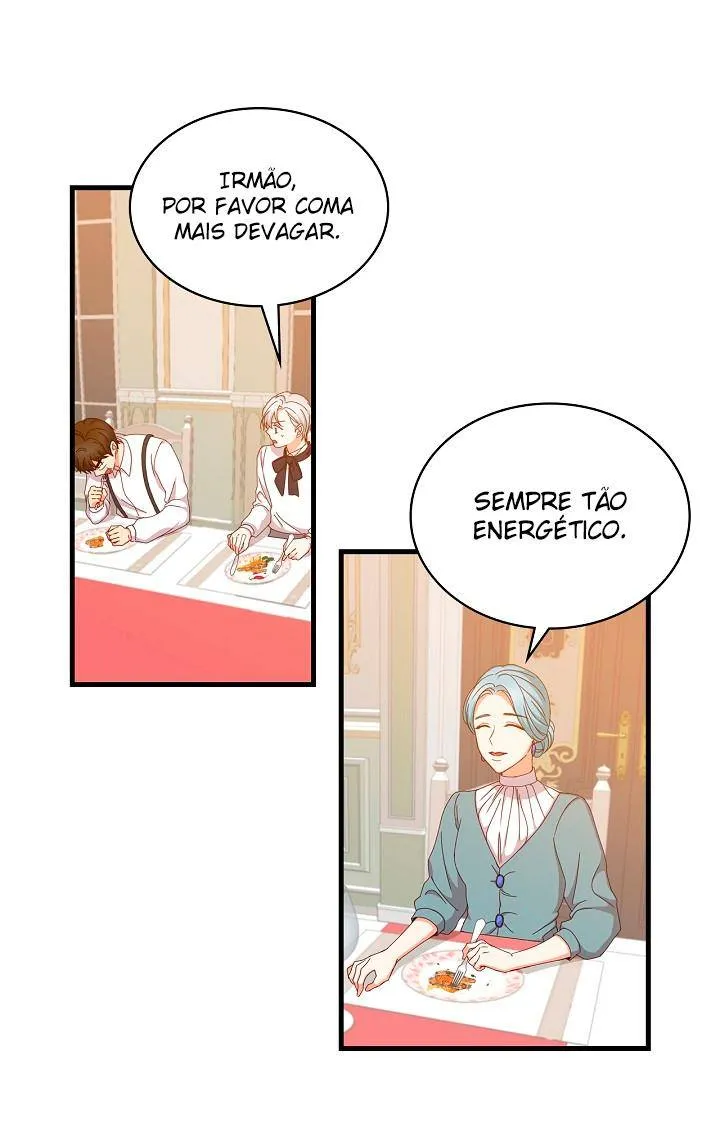 IRMÃO,
POR FAVOR COMA
MAIS DEVAGAR.
SEMPRE TÃO
ENERGÉTICO.